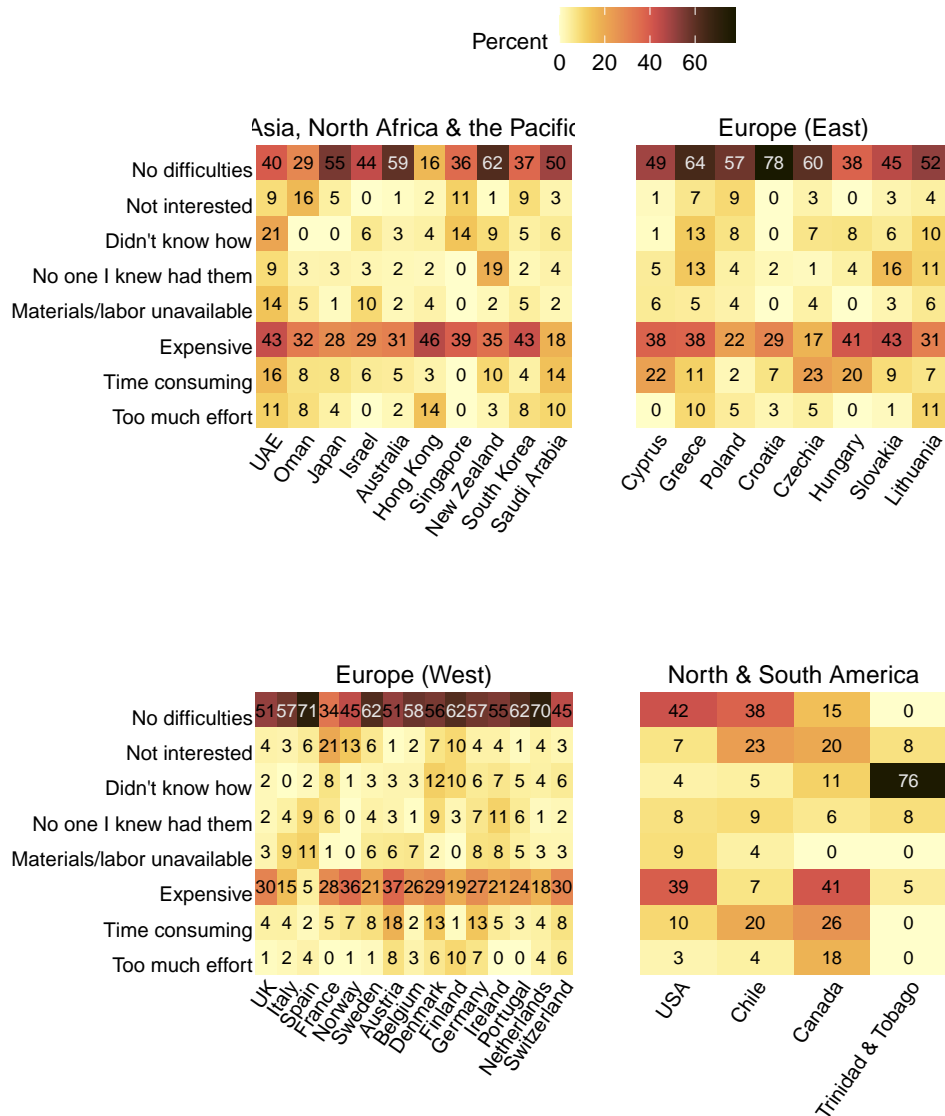 Percent
0 20 40 60
Asia, North Africa & the Pacific
No difficulties 40 29 55 44 59 16 36 62 37 50
Not interested 9 16 5 0 1 2 11 1 9 3
Didn't know how 21 0 0 6 3 4 14 9 5 6
No one I knew had them 9 3 3 3 2 2 0 19 2 4
Materials/labor unavailable 14 5 1 10 2 4 0 2 5 2
Expensive 43 32 28 29 31 46 39 35 43 18
Time consuming 16 8 8 6 5 3 0 10 4 14
Too much effort 11 8 4 0 2 14 0 3 8 10
UAE Oman Japan Israel Australia Hong Kong Singapore New Zealand South Korea Saudi Arabia
Europe (East)
49 64 57 78 60 38 45 52
1 7 9 0 3 0 3 4
1 13 8 0 7 8 6 10
5 13 4 2 1 4 16 11
6 5 4 0 4 0 3 6
38 38 22 29 17 41 43 31
22 11 2 7 23 20 9 7
0 10 5 3 5 0 1 11
Cyprus Greece Poland Croatia Czechia Hungary Slovakia Lithuania
Europe (West)
No difficulties 51 57 71 34 45 62 51 58 56 62 57 55 62 70 45
Not interested 4 3 6 21 13 6 1 2 7 10 4 4 1 4 3
Didn't know how 2 0 2 8 1 3 3 3 12 10 6 7 5 4 6
No one I knew had them 2 4 9 6 0 4 3 1 9 3 7 11 6 1 2
Materials/labor unavailable 3 9 11 1 0 6 6 7 2 0 8 8 5 3 3
Expensive 30 15 5 28 36 21 37 26 29 19 27 21 24 18 30
Time consuming 4 4 2 5 7 8 18 2 13 1 13 5 3 4 8
Too much effort 1 2 4 0 1 1 8 3 6 10 7 0 0 4 6
UK Italy Spain France Norway Sweden Austria Belgium Denmark Finland Germany Ireland Portugal Netherlands Switzerland
North & South America
42 38 15 0
7 23 20 8
4 5 11 76
8 9 6 8
9 4 0 0
39 7 41 5
10 20 26 0
3 4 18 0
USA Chile Canada Trinidad & Tobago